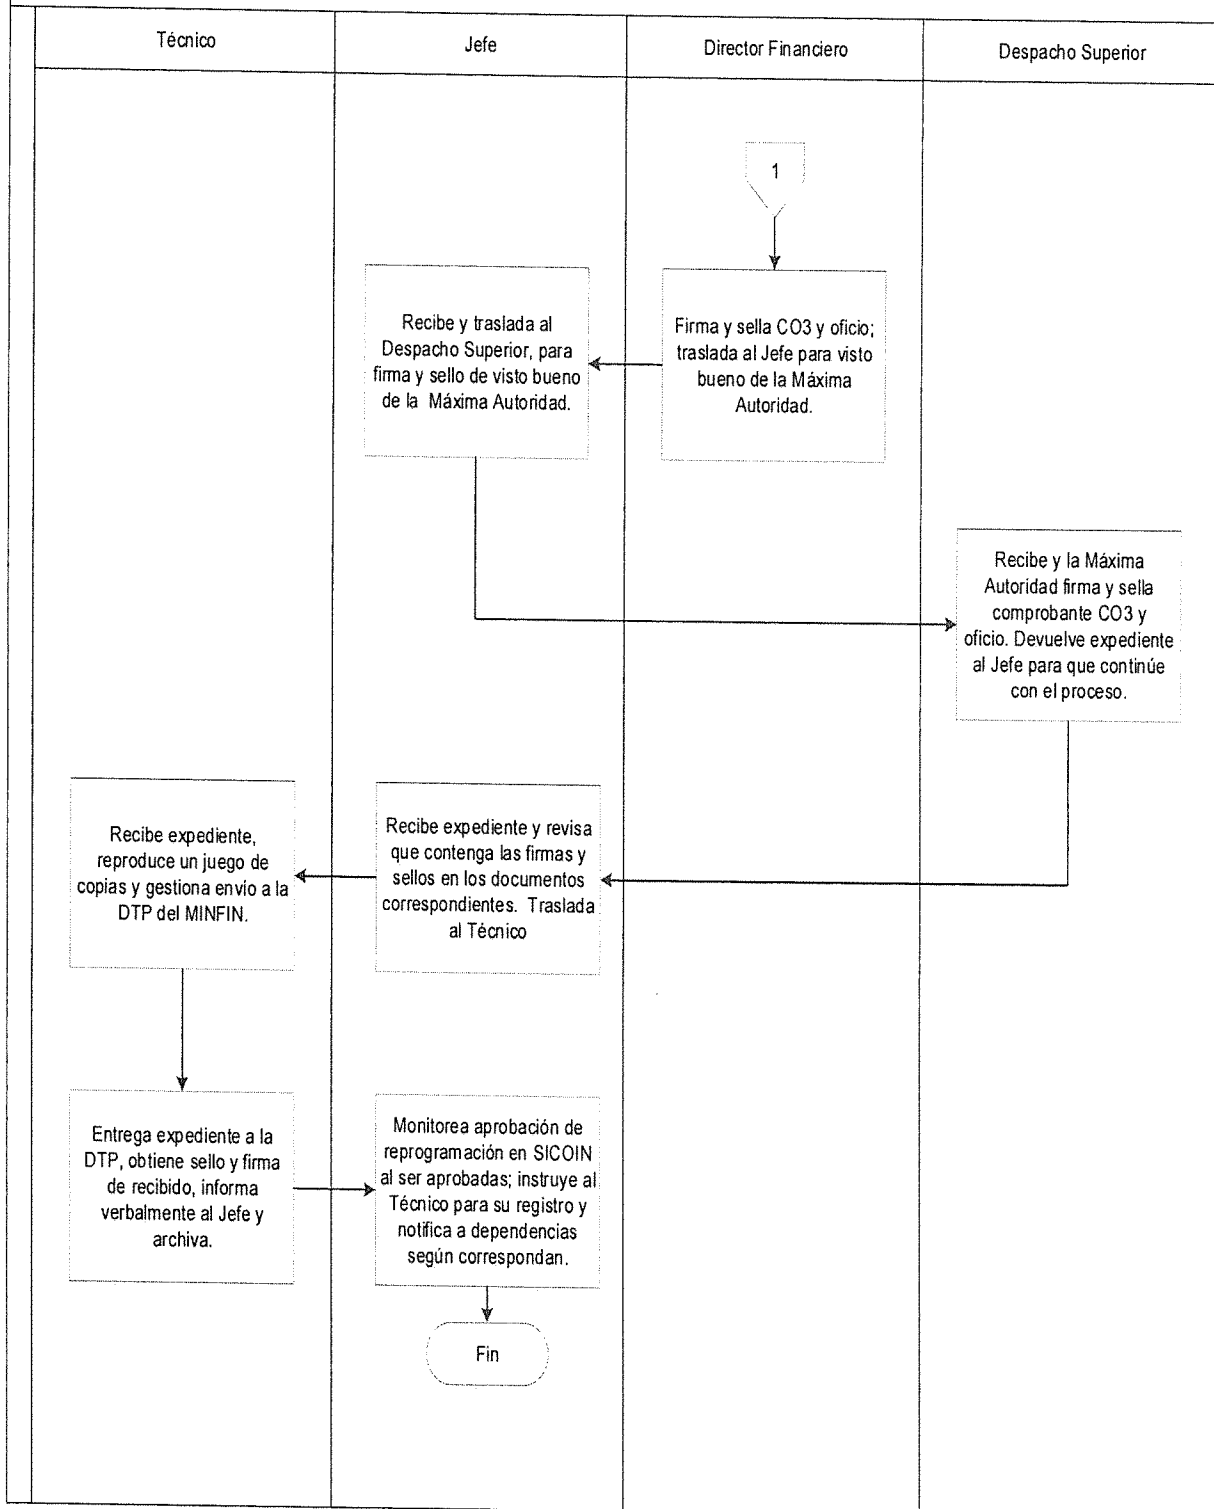 Técnico
Jefe
Director Financiero
Despacho Superior
1
Firma y sella CO3 y oficio;
traslada al Jefe para visto
bueno de la Máxima
Autoridad.
Recibe y traslada al
Despacho Superior, para
firma y sello de visto bueno
de la Máxima Autoridad.
Recibe y la Máxima
Autoridad firma y sella
comprobante CO3 y
oficio. Devuelve expediente
al Jefe para que continúe
con el proceso.
Recibe expediente y revisa
que contenga las firmas y
sellos en los documentos
correspondientes. Traslada
al Técnico
Recibe expediente,
reproduce un juego de
copias y gestiona envío a la
DTP del MINFIN.
Entrega expediente a la
DTP, obtiene sello y firma
de recibido, informa
verbalmente al Jefe y
archiva.
Monitorea aprobación de
reprogramación en SICOIN
al ser aprobadas; instruye al
Técnico para su registro y
notifica a dependencias
según correspondan.
Fin